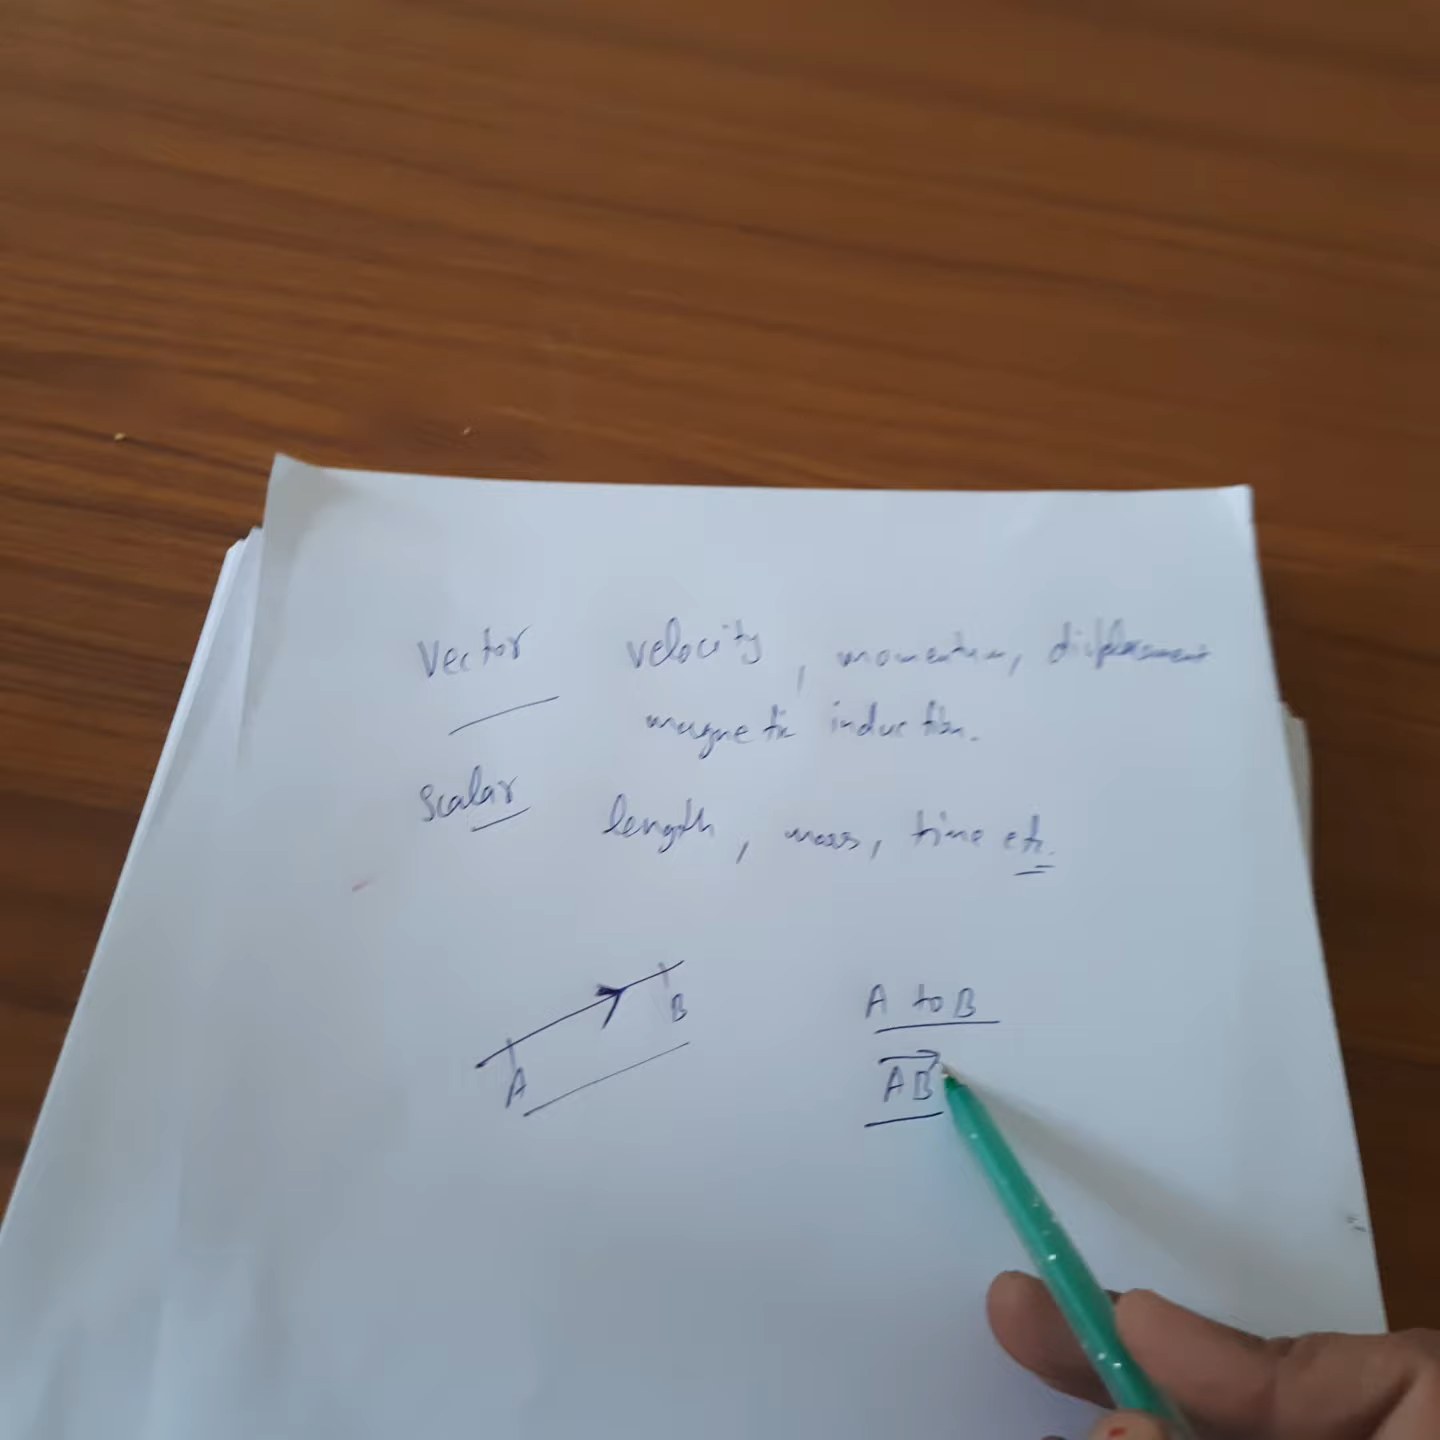 Vector velocity, momentum, displacement
magnetic induction.
Scalar length, mass, time etc.
A B
A to B
AB